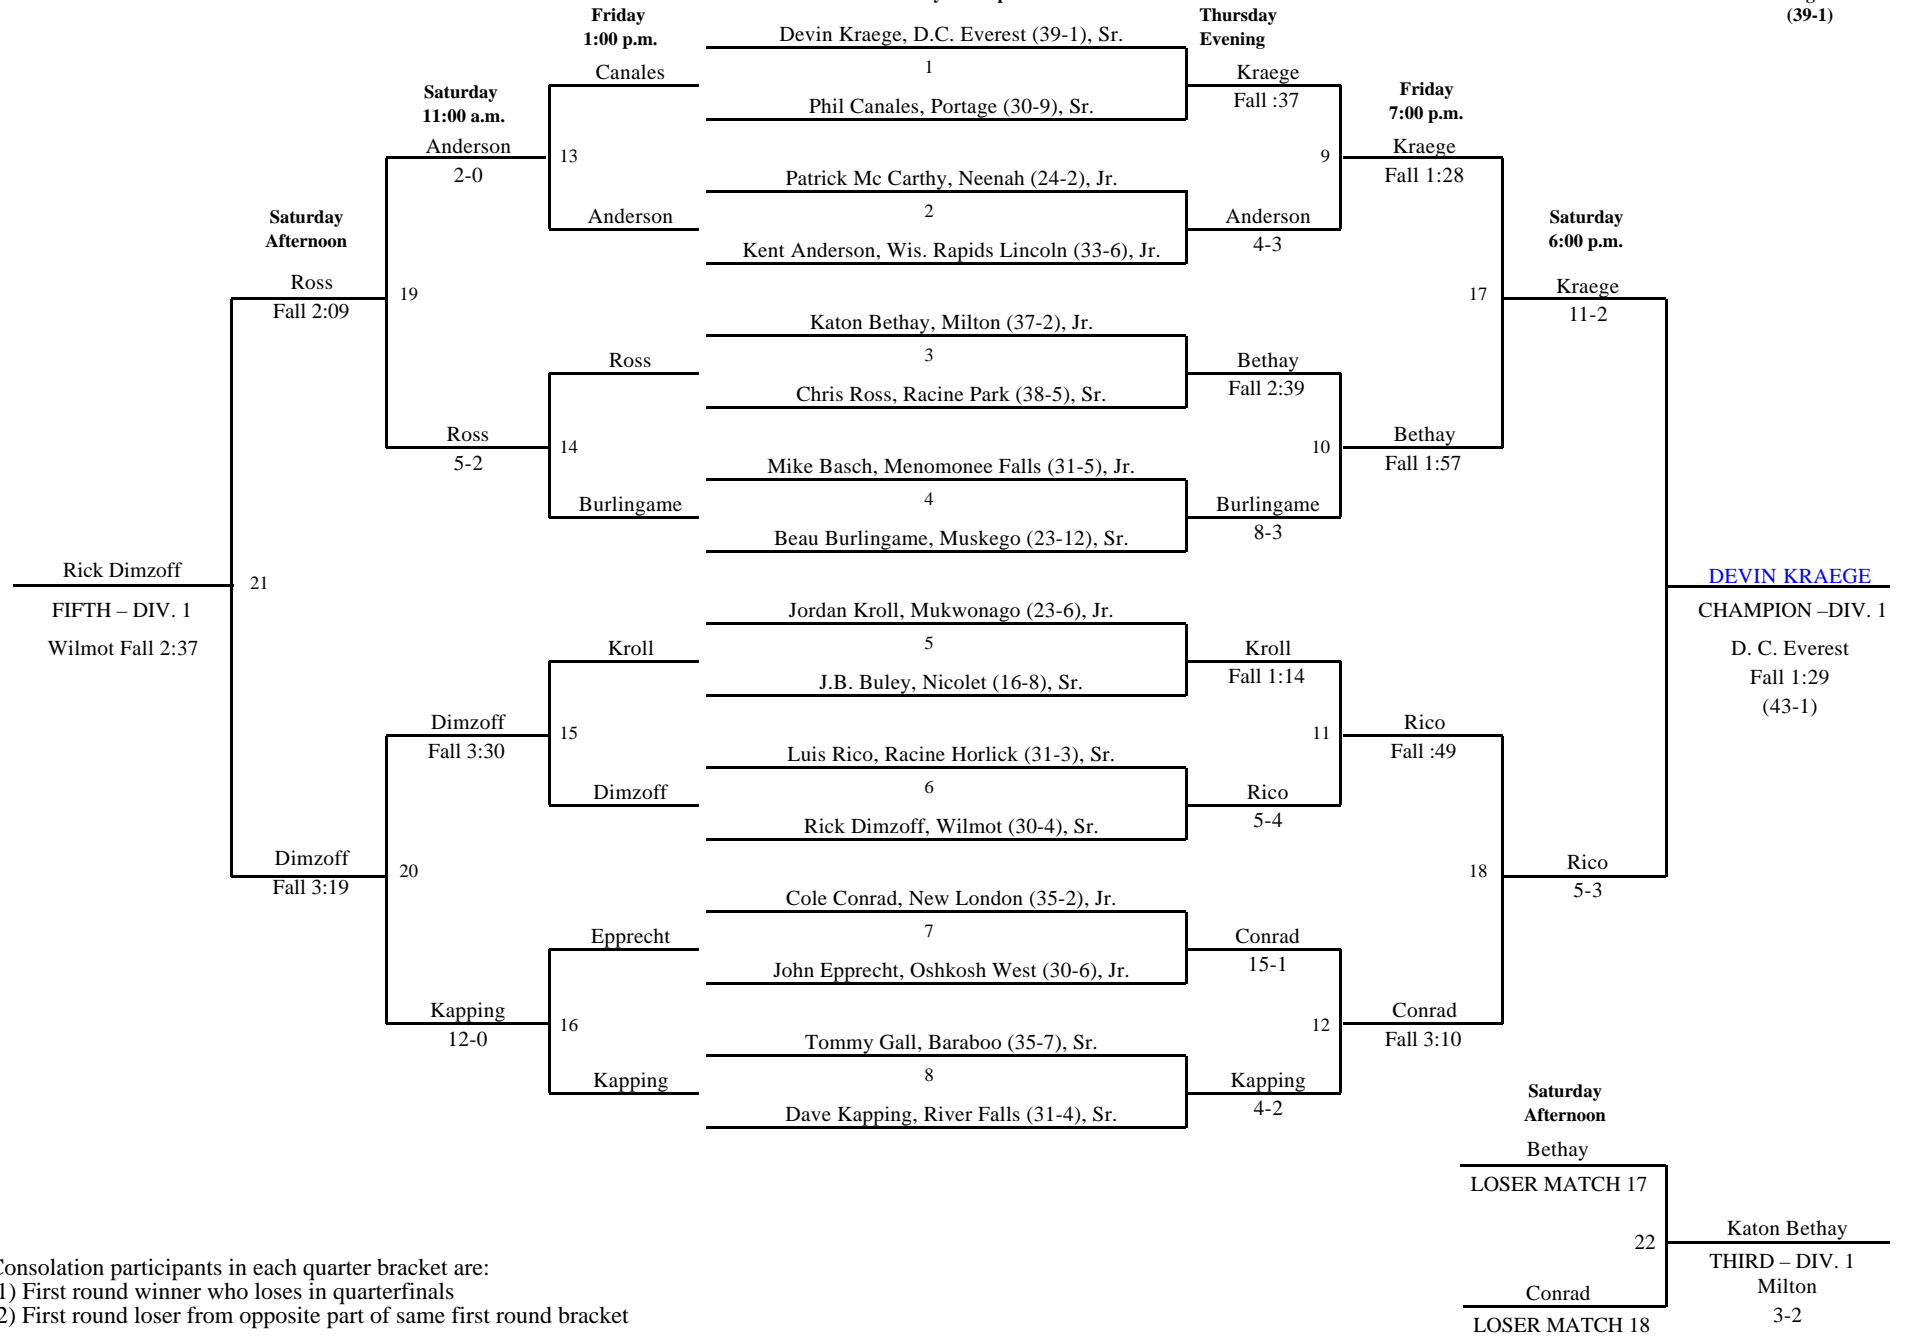 Friday
1:00 p.m.
Thursday
Evening
(39-1)
Devin Kraege, D.C. Everest (39-1), Sr.
1
Phil Canales, Portage (30-9), Sr.
Canales
Kraege
Fall :37
Saturday
11:00 a.m.
Friday
7:00 p.m.
Anderson
2-0
13
9
Kraege
Fall 1:28
Patrick Mc Carthy, Neenah (24-2), Jr.
2
Kent Anderson, Wis. Rapids Lincoln (33-6), Jr.
Anderson
Anderson
4-3
Saturday
Afternoon
Saturday
6:00 p.m.
Ross
Fall 2:09
19
17
Kraege
11-2
Katon Bethay, Milton (37-2), Jr.
3
Chris Ross, Racine Park (38-5), Sr.
Ross
Bethay
Fall 2:39
Ross
5-2
14
10
Bethay
Fall 1:57
Mike Basch, Menomonee Falls (31-5), Jr.
4
Beau Burlingame, Muskego (23-12), Sr.
Burlingame
Burlingame
8-3
Rick Dimzoff
FIFTH – DIV. 1
Wilmot Fall 2:37
21
DEVIN KRAEGE
CHAMPION –DIV. 1
D. C. Everest
Fall 1:29
(43-1)
Jordan Kroll, Mukwonago (23-6), Jr.
5
J.B. Buley, Nicolet (16-8), Sr.
Kroll
Kroll
Fall 1:14
Dimzoff
Fall 3:30
15
11
Rico
Fall :49
Luis Rico, Racine Horlick (31-3), Sr.
6
Rick Dimzoff, Wilmot (30-4), Sr.
Dimzoff
Rico
5-4
Dimzoff
Fall 3:19
20
18
Rico
5-3
Cole Conrad, New London (35-2), Jr.
7
John Epprecht, Oshkosh West (30-6), Jr.
Epprecht
Conrad
15-1
Kapping
12-0
16
12
Conrad
Fall 3:10
Tommy Gall, Baraboo (35-7), Sr.
8
Dave Kapping, River Falls (31-4), Sr.
Kapping
Kapping
4-2
Saturday
Afternoon
Bethay
LOSER MATCH 17
22
Katon Bethay
THIRD – DIV. 1
Milton
3-2
Conrad
LOSER MATCH 18
Consolation participants in each quarter bracket are:
1) First round winner who loses in quarterfinals
2) First round loser from opposite part of same first round bracket